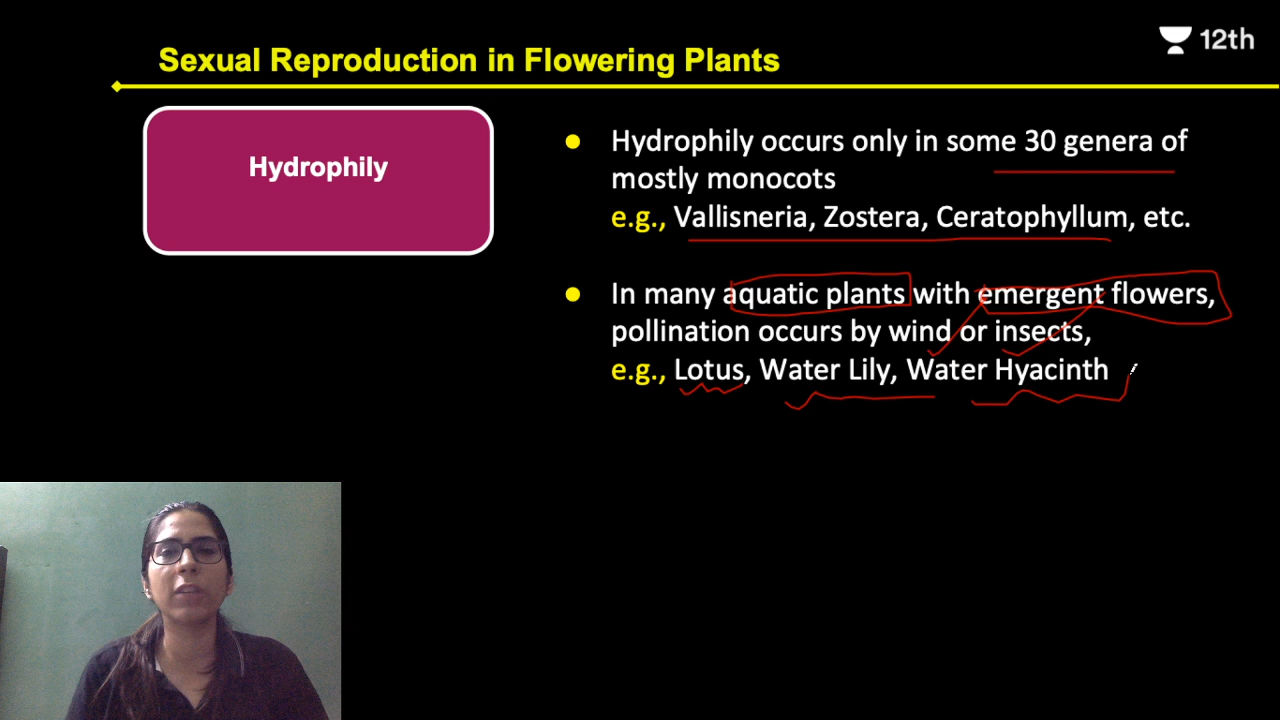 Sexual Reproduction in Flowering Plants
12th
Hydrophily
Hydrophily occurs only in some 30 genera of
mostly monocots
e.g., Vallisneria, Zostera, Ceratophyllum, etc.
In many aquatic plants with emergent flowers,
pollination occurs by wind or insects,
e.g., Lotus, Water Lily, Water Hyacinth